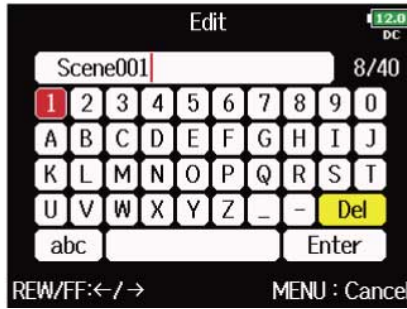 Edit 12.0
DC
Scene001 8/40
1 2 3 4 5 6 7 8 9 0
A B C D E F G H I J
K L M N O P Q R S T
U V W X Y Z _ - Del
abc Enter
REW/FF:←/→ MENU : Cancel